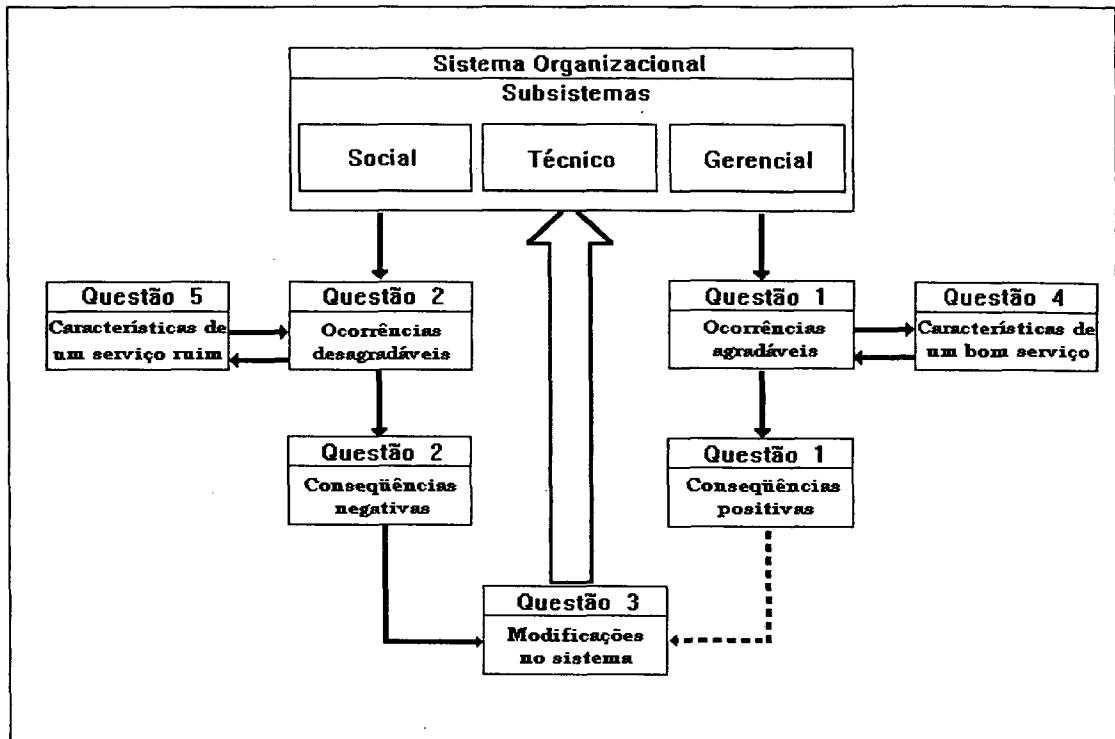 Sistema Organizacional
Subsistemas
Social
Técnico
Gerencial
Questão 5
Características de
um serviço ruim
Questão 2
Ocorrências
desagradáveis
Questão 1
Ocorrências
agradáveis
Questão 4
Características de
um bom serviço
Questão 2
Conseqüências
negativas
Questão 1
Conseqüências
positivas
Questão 3
Modificações
no sistema